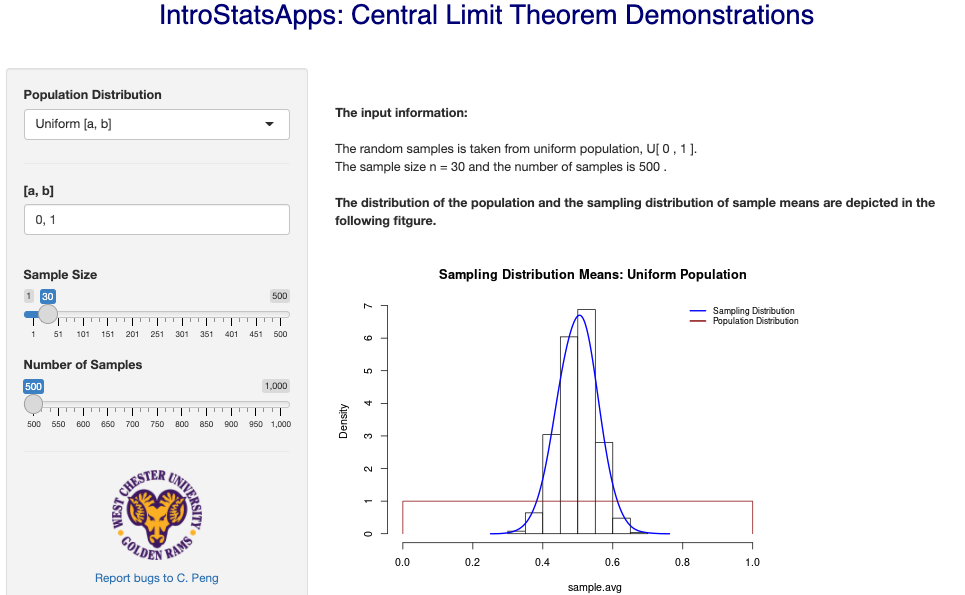 IntroStatsApps: Central Limit Theorem Demonstrations
Population Distribution
Uniform [a, b]
[a, b]
0, 1
Sample Size
1 30 500
1 51 101 151 201 251 301 351 401 451 500
Number of Samples
500 1,000
500 550 600 650 700 750 800 850 900 950 1,000
WEST CHESTER UNIVERSITY
GOLDEN RAMS
Report bugs to C. Peng
The input information:
The random samples is taken from uniform population, U[ 0 , 1 ].
The sample size n = 30 and the number of samples is 500 .
The distribution of the population and the sampling distribution of sample means are depicted in the
following fitgure.
Sampling Distribution Means: Uniform Population
Sampling Distribution
Population Distribution
Density
7
6
5
4
3
2
1
0
0.0 0.2 0.4 0.6 0.8 1.0
sample.avg